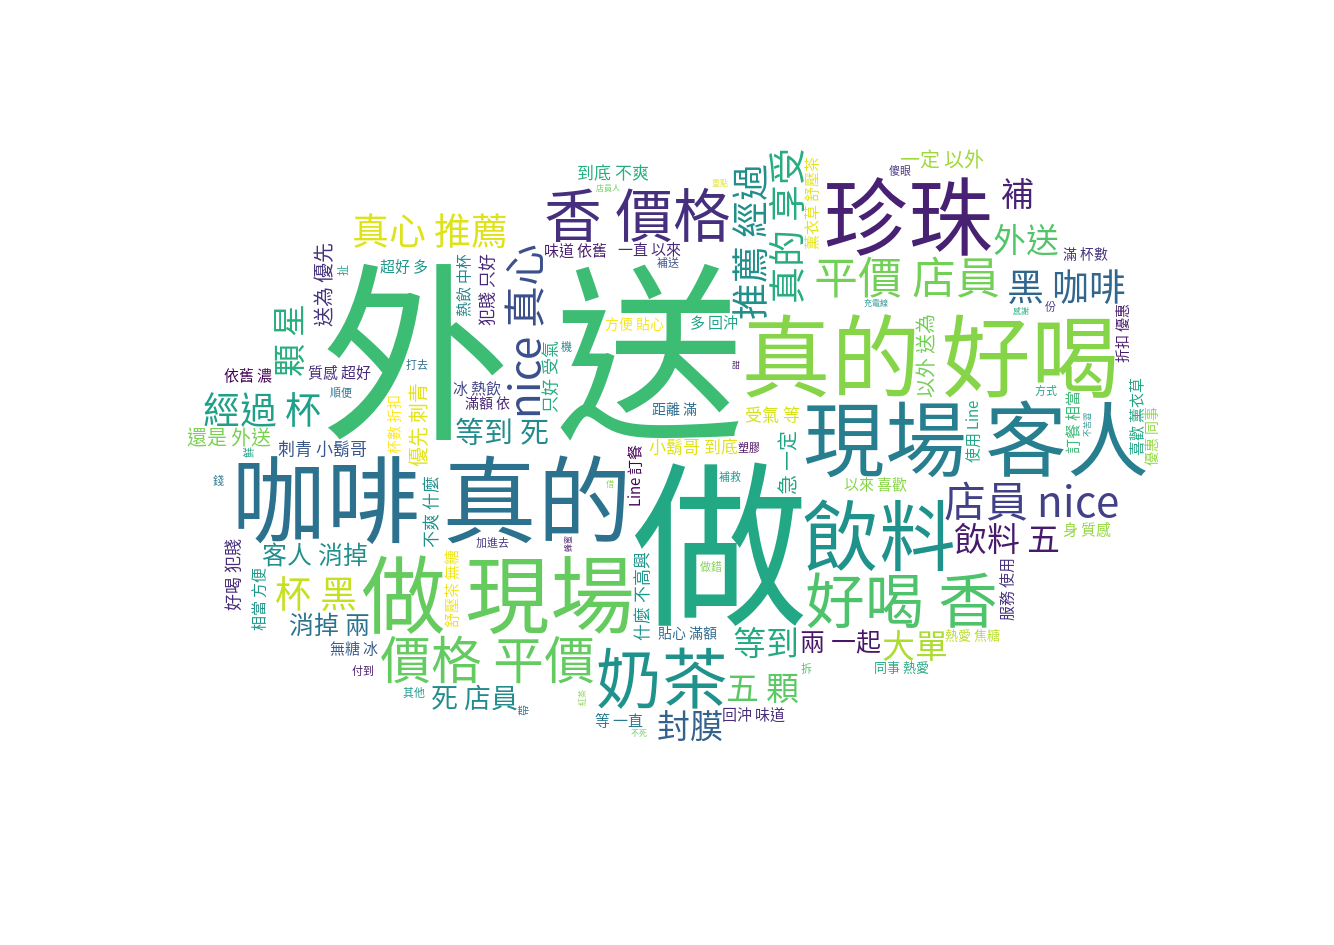 到底 不爽
店員人
一定 以外
傻眼
香 價格
推薦 經過
真的 享受
薰衣草 舒壓茶
珍珠
補
真心 推薦
味道 依舊
一直 以來
補送
外送
滿 杯數
送為 優先
超好 多
熱飲 中杯
犯賤 只好
nice 真心
外送
平價 店員
黑 咖啡
份
充電線
感謝
顆 星
方便 貼心
多 回沖
真的 好喝
以外 送為
折扣 優惠
依舊 濃
質感 超好
打去
只好 受氣
機
甜
順便
冰 熱飲
滿額 依
距離 滿
受氣 等
方式
經過 杯
杯數 折扣
優先 刺青
等到 死
現場 客人
使用 Line
訂餐 相當
不苦澀
喜歡 薰衣草
優惠 同事
還是 外送
刺青 小鬍哥
小鬍哥 到底
塑膠
急 一定
鮮
錢
咖啡 真的
不爽 什麼
Line 訂餐
補救
做
以來 喜歡
店員 nice
身 質感
飲料
飲料 五
客人 消掉
加進去
蜂蜜
好喝 犯賤
相當 方便
杯 黑
做 現場
舒壓茶 無糖
什麼 不高興
做錯
好喝 香
服務 使用
消掉 兩
無糖 冰
貼心 滿額
等到
兩 一起
大單
熱愛 焦糖
付到
價格 平價
奶茶
拆
同事 熱愛
其他
死 店員
五 顆
等 一直
封膜
回沖 味道
不死